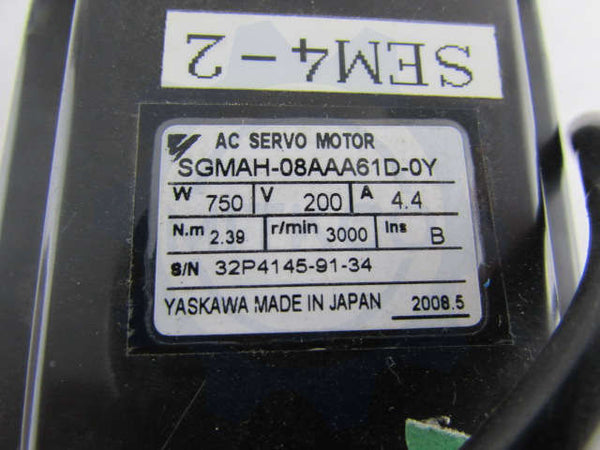 SEM4-2
AC SERVO MOTOR
SGMAH-08AAA61D-0Y
W 750 V 200 A 4.4
N.m 2.39 r/min 3000 Ins B
S/N 32P4145-91-34
YASKAWA MADE IN JAPAN 2008.5